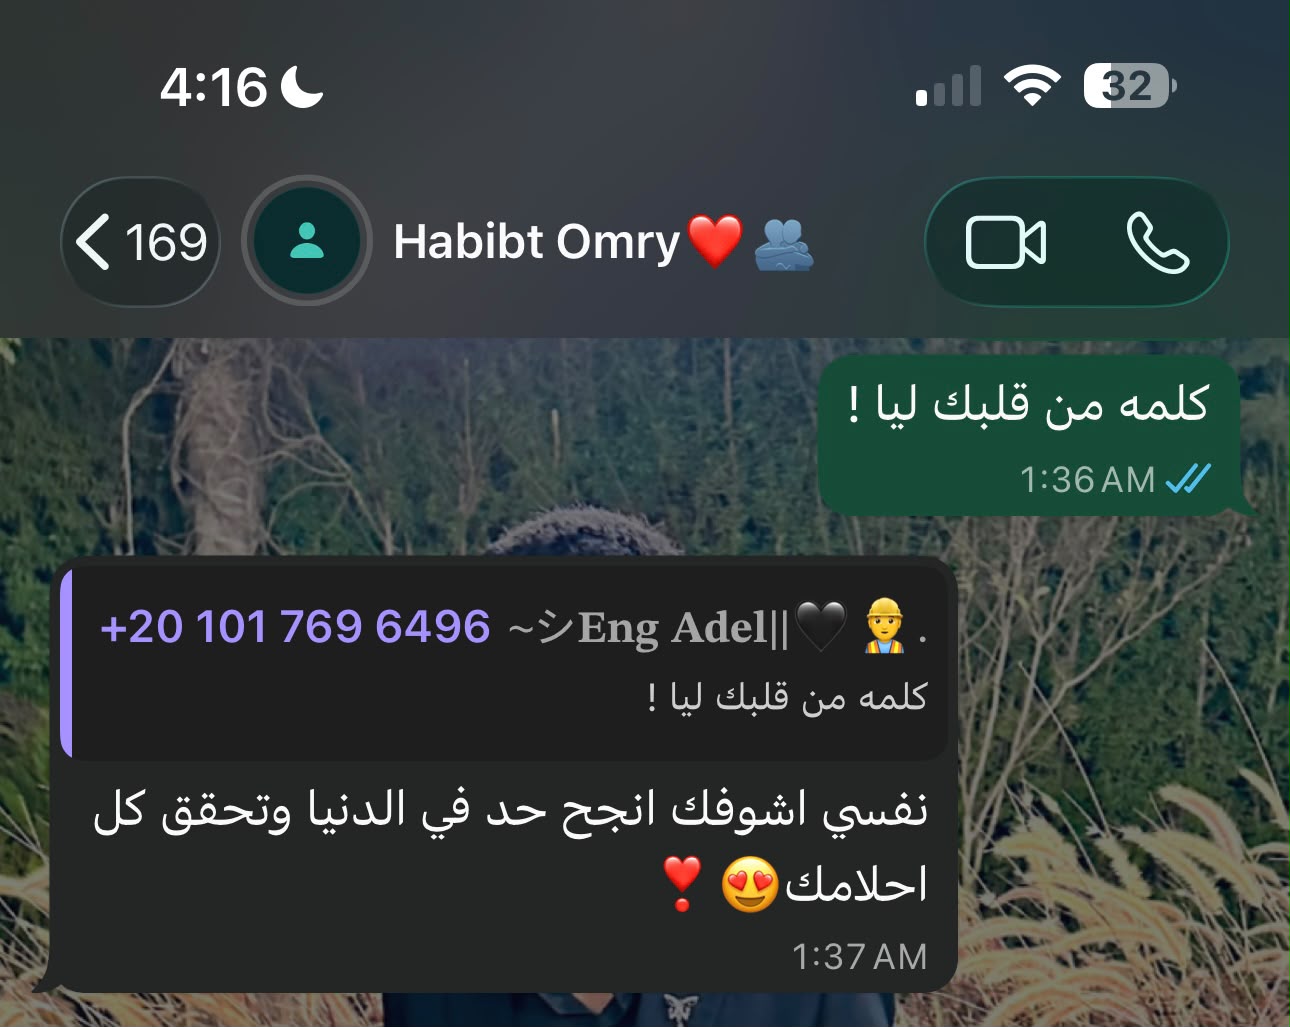 4:16
32
169
Habibt Omry❤️🫂
كلمه من قلبك ليا !
1:36 AM
+20 101 769 6496 ~シEng Adel||🖤👷.
كلمه من قلبك ليا !
نفسي اشوفك انجح حد في الدنيا وتحقق كل
احلامك😍❣️
1:37 AM